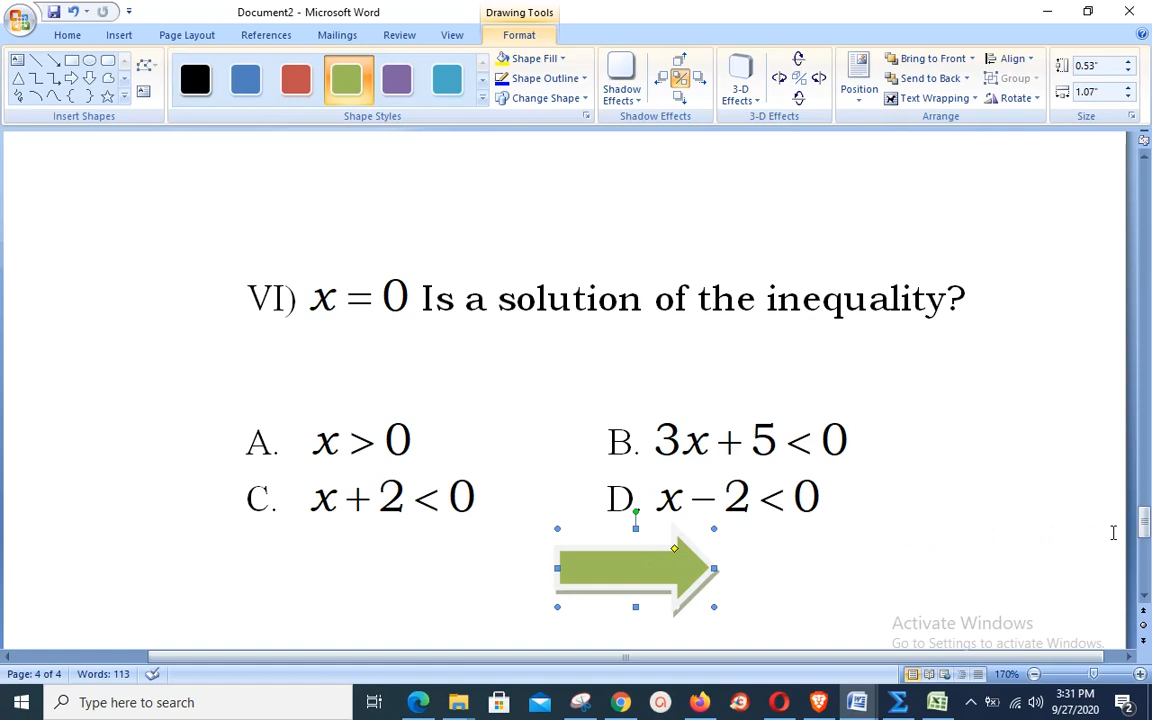 Document2 - Microsoft Word
Drawing Tools
Home Insert Page Layout References Mailings Review View Format
Shape Fill
Shape Outline
Change Shape
Shadow Effects
3-D Effects
Position
Bring to Front
Send to Back
Text Wrapping
Align
Group
Rotate
0.53"
1.07"
Insert Shapes Shape Styles Shadow Effects 3-D Effects Arrange Size
VI) x = 0 Is a solution of the inequality?
A. x > 0 B. 3x + 5 < 0
C. x + 2 < 0 D. x − 2 < 0
Activate Windows
Go to Settings to activate Windows.
Page: 4 of 4 Words: 113 170%
Type here to search
3:31 PM
9/27/2020
2